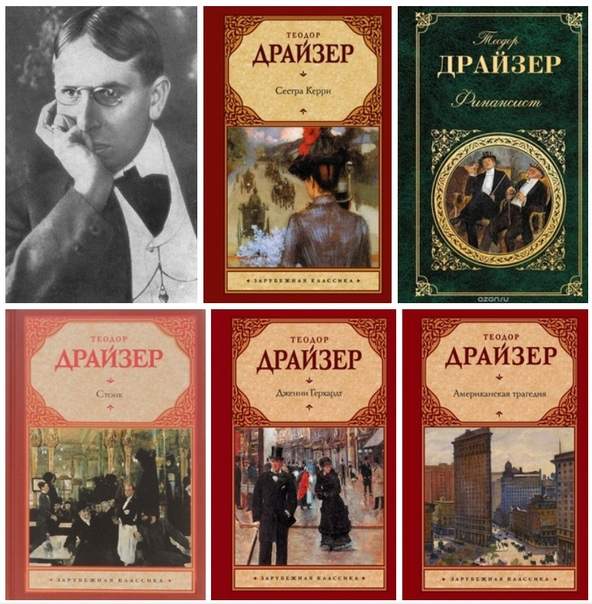 ТЕОДОР
ДРАЙЗЕР
Сестра Керри
• ЗАРУБЕЖНАЯ КЛАССИКА •
Теодор
ДРАЙЗЕР
Финансист
ozon.ru
ТЕОДОР
ДРАЙЗЕР
Стоик
• ЗАРУБЕЖНАЯ КЛАССИКА •
ТЕОДОР
ДРАЙЗЕР
Дженни Герхардт
• ЗАРУБЕЖНАЯ КЛАССИКА •
ТЕОДОР
ДРАЙЗЕР
Американская трагедия
• ЗАРУБЕЖНАЯ КЛАССИКА •